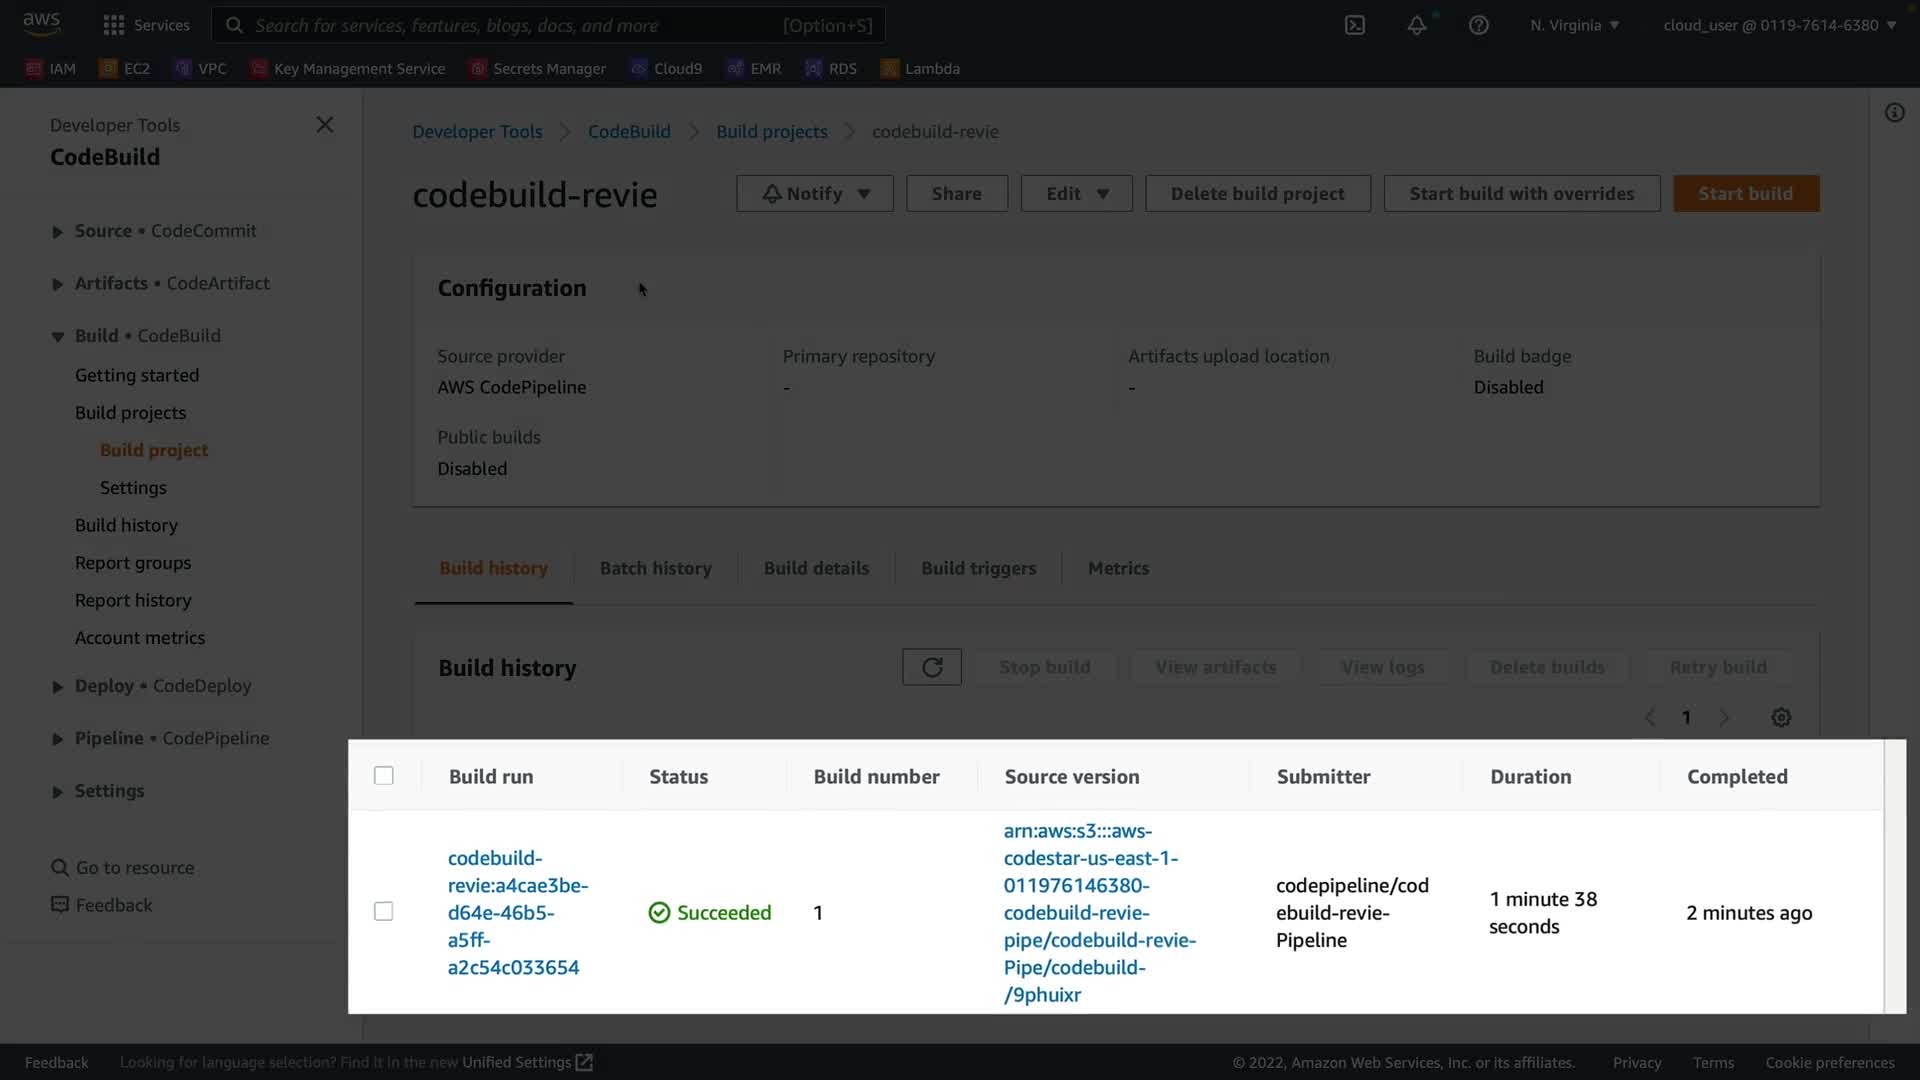 aws
Services
Search for services, features, blogs, docs, and more
[Option+S]
N. Virginia
cloud_user @ 0119-7614-6380
IAM
EC2
VPC
Key Management Service
Secrets Manager
Cloud9
EMR
RDS
Lambda
Developer Tools
CodeBuild
Source • CodeCommit
Artifacts • CodeArtifact
Build • CodeBuild
Getting started
Build projects
Build project
Settings
Build history
Report groups
Report history
Account metrics
Deploy • CodeDeploy
Pipeline • CodePipeline
Settings
Go to resource
Feedback
Developer Tools
CodeBuild
Build projects
codebuild-revie
codebuild-revie
Notify
Share
Edit
Delete build project
Start build with overrides
Start build
Configuration
Source provider
AWS CodePipeline
Primary repository
-
Artifacts upload location
-
Build badge
Disabled
Public builds
Disabled
Build history
Batch history
Build details
Build triggers
Metrics
Build history
Stop build
View artifacts
View logs
Delete builds
Retry build
1
Build run
Status
Build number
Source version
Submitter
Duration
Completed
codebuild-
revie:a4cae3be-
d64e-46b5-
a5ff-
a2c54c033654
Succeeded
1
arn:aws:s3:::aws-
codestar-us-east-1-
011976146380-
codebuild-revie-
pipe/codebuild-revie-
Pipe/codebuild-
/9phuixr
codepipeline/cod
ebuild-revie-
Pipeline
1 minute 38
seconds
2 minutes ago
Feedback
Looking for language selection? Find it in the new Unified Settings
© 2022, Amazon Web Services, Inc. or its affiliates.
Privacy
Terms
Cookie preferences